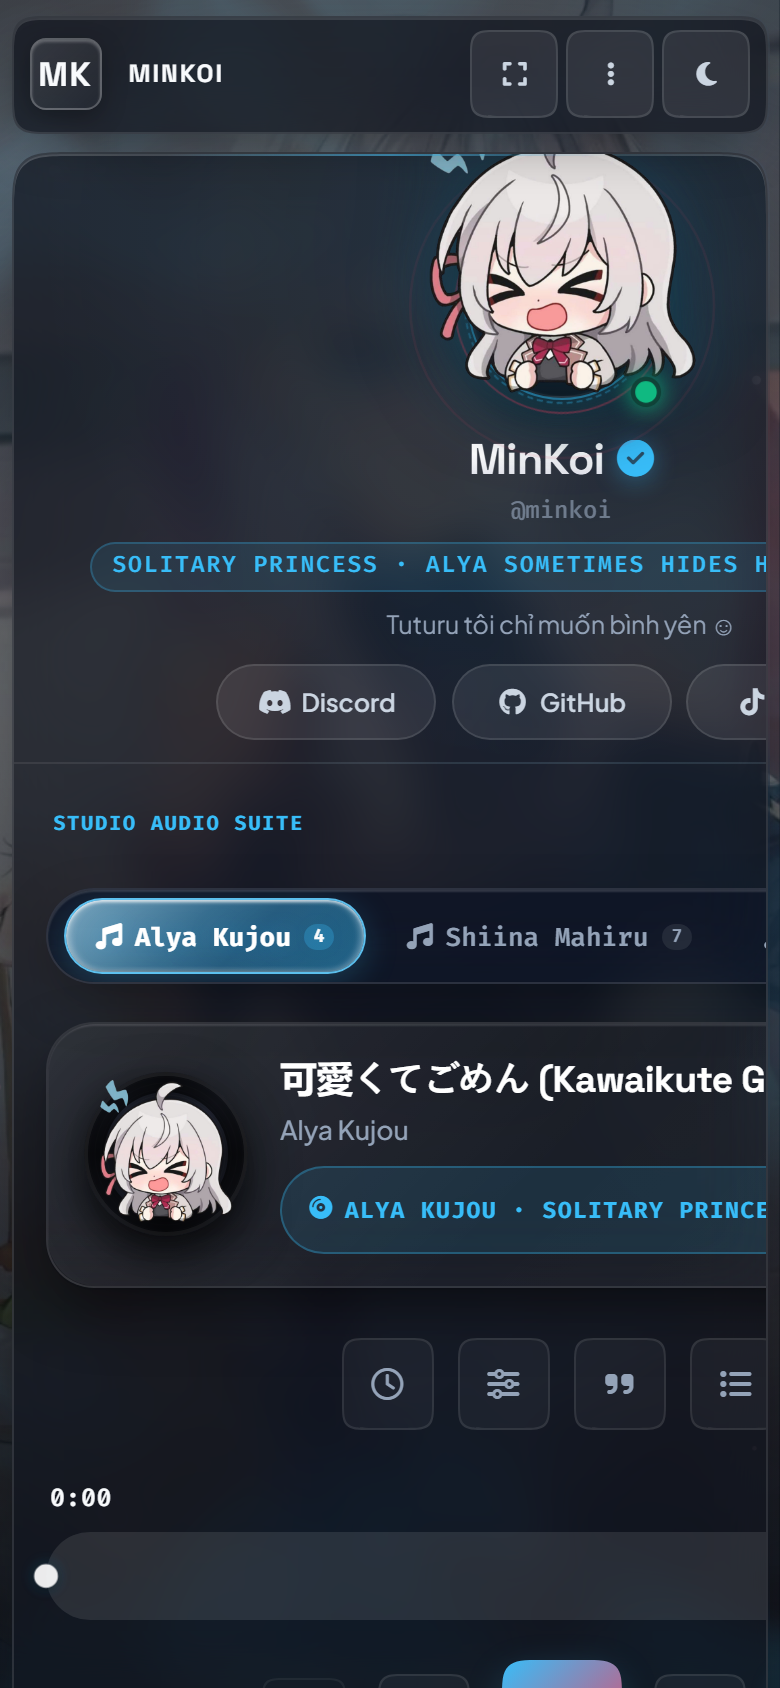 MK MINKOI
MinKoi
@minkoi
SOLITARY PRINCESS · ALYA SOMETIMES HIDES H
Tuturu tôi chỉ muốn bình yên ☺
Discord GitHub
STUDIO AUDIO SUITE
Alya Kujou 4 Shiina Mahiru 7
可愛くてごめん (Kawaikute G
Alya Kujou
ALYA KUJOU · SOLITARY PRINCE
0:00